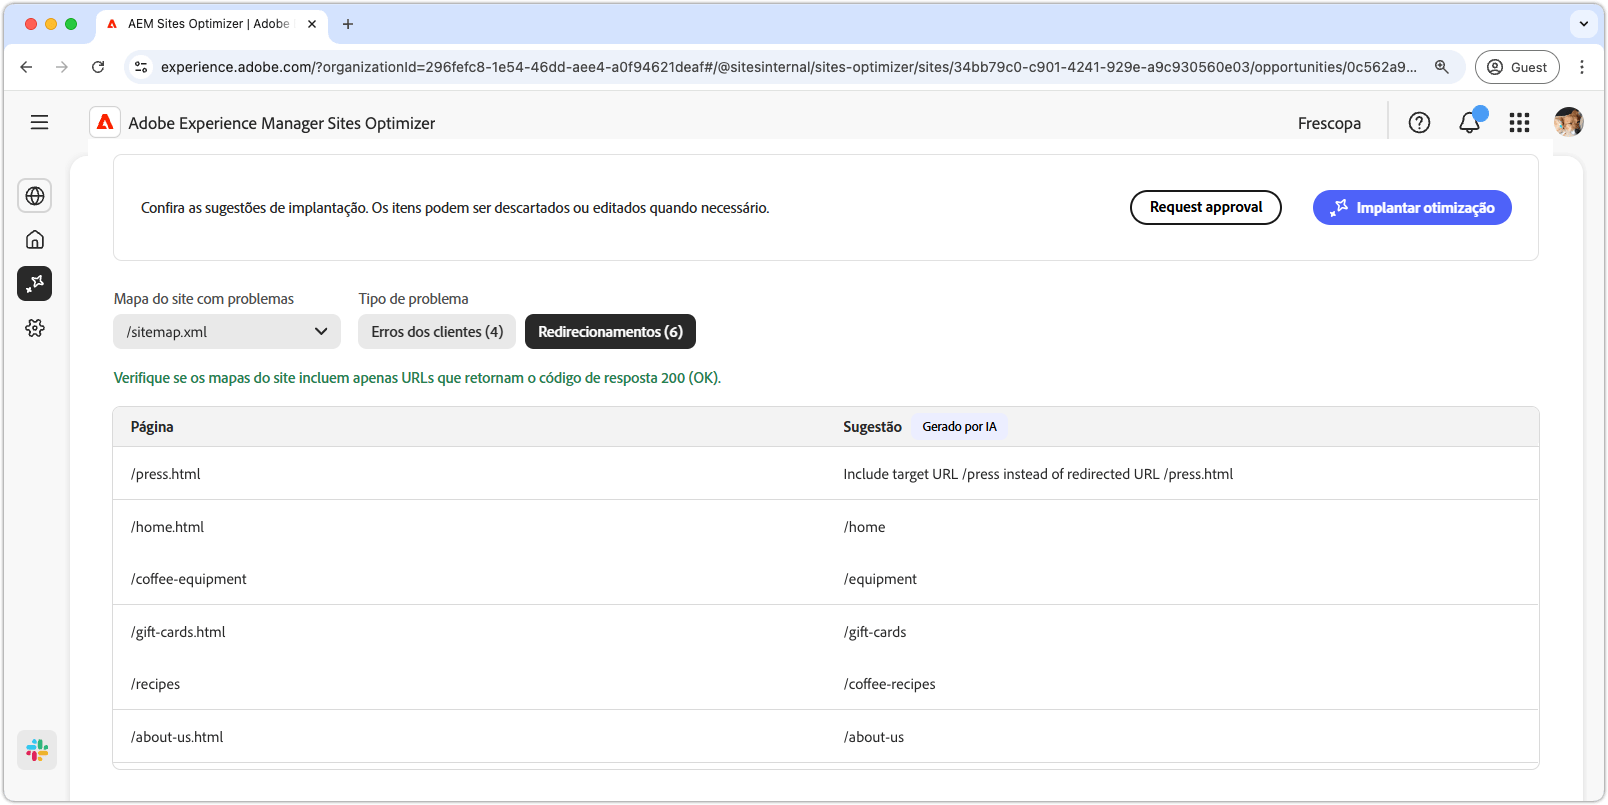 AEM Sites Optimizer | Adobe
experience.adobe.com/?organizationId=296fefc8-1e54-46dd-aee4-a0f94621deaf#/@sitesinternal/sites-optimizer/sites/34bb79c0-c901-4241-929e-a9c930560e03/opportunities/0c562a9...
Guest
Adobe Experience Manager Sites Optimizer
Frescopa
Confira as sugestões de implantação. Os itens podem ser descartados ou editados quando necessário.
Request approval
Implantar otimização
Mapa do site com problemas
Tipo de problema
/sitemap.xml
Erros dos clientes (4)
Redirecionamentos (6)
Verifique se os mapas do site incluem apenas URLs que retornam o código de resposta 200 (OK).
Página
Sugestão
Gerado por IA
/press.html
Include target URL /press instead of redirected URL /press.html
/home.html
/home
/coffee-equipment
/equipment
/gift-cards.html
/gift-cards
/recipes
/coffee-recipes
/about-us.html
/about-us